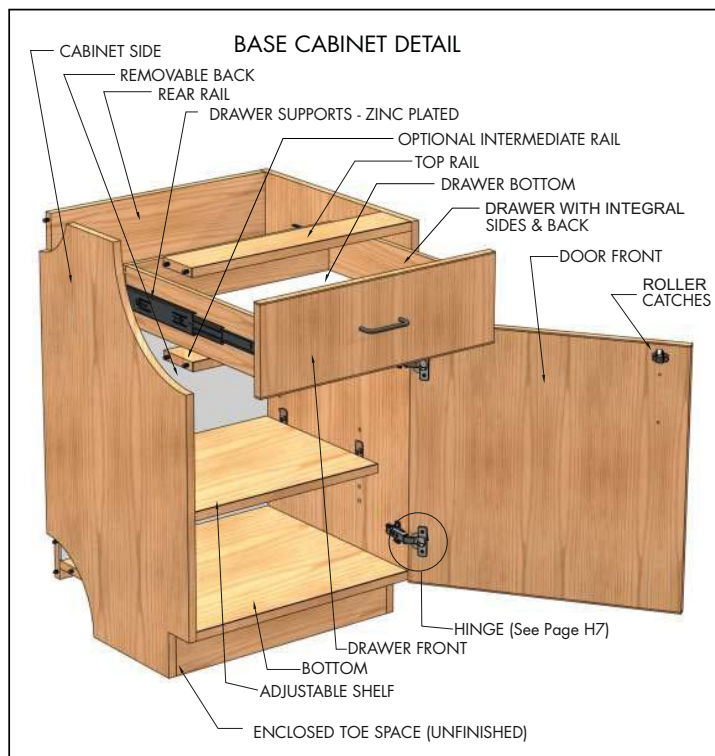 BASE CABINET DETAIL
CABINET SIDE
REMOVABLE BACK
REAR RAIL
DRAWER SUPPORTS - ZINC PLATED
OPTIONAL INTERMEDIATE RAIL
TOP RAIL
DRAWER BOTTOM
DRAWER WITH INTEGRAL
SIDES & BACK
DOOR FRONT
ROLLER
CATCHES
HINGE (See Page H7)
DRAWER FRONT
BOTTOM
ADJUSTABLE SHELF
ENCLOSED TOE SPACE (UNFINISHED)